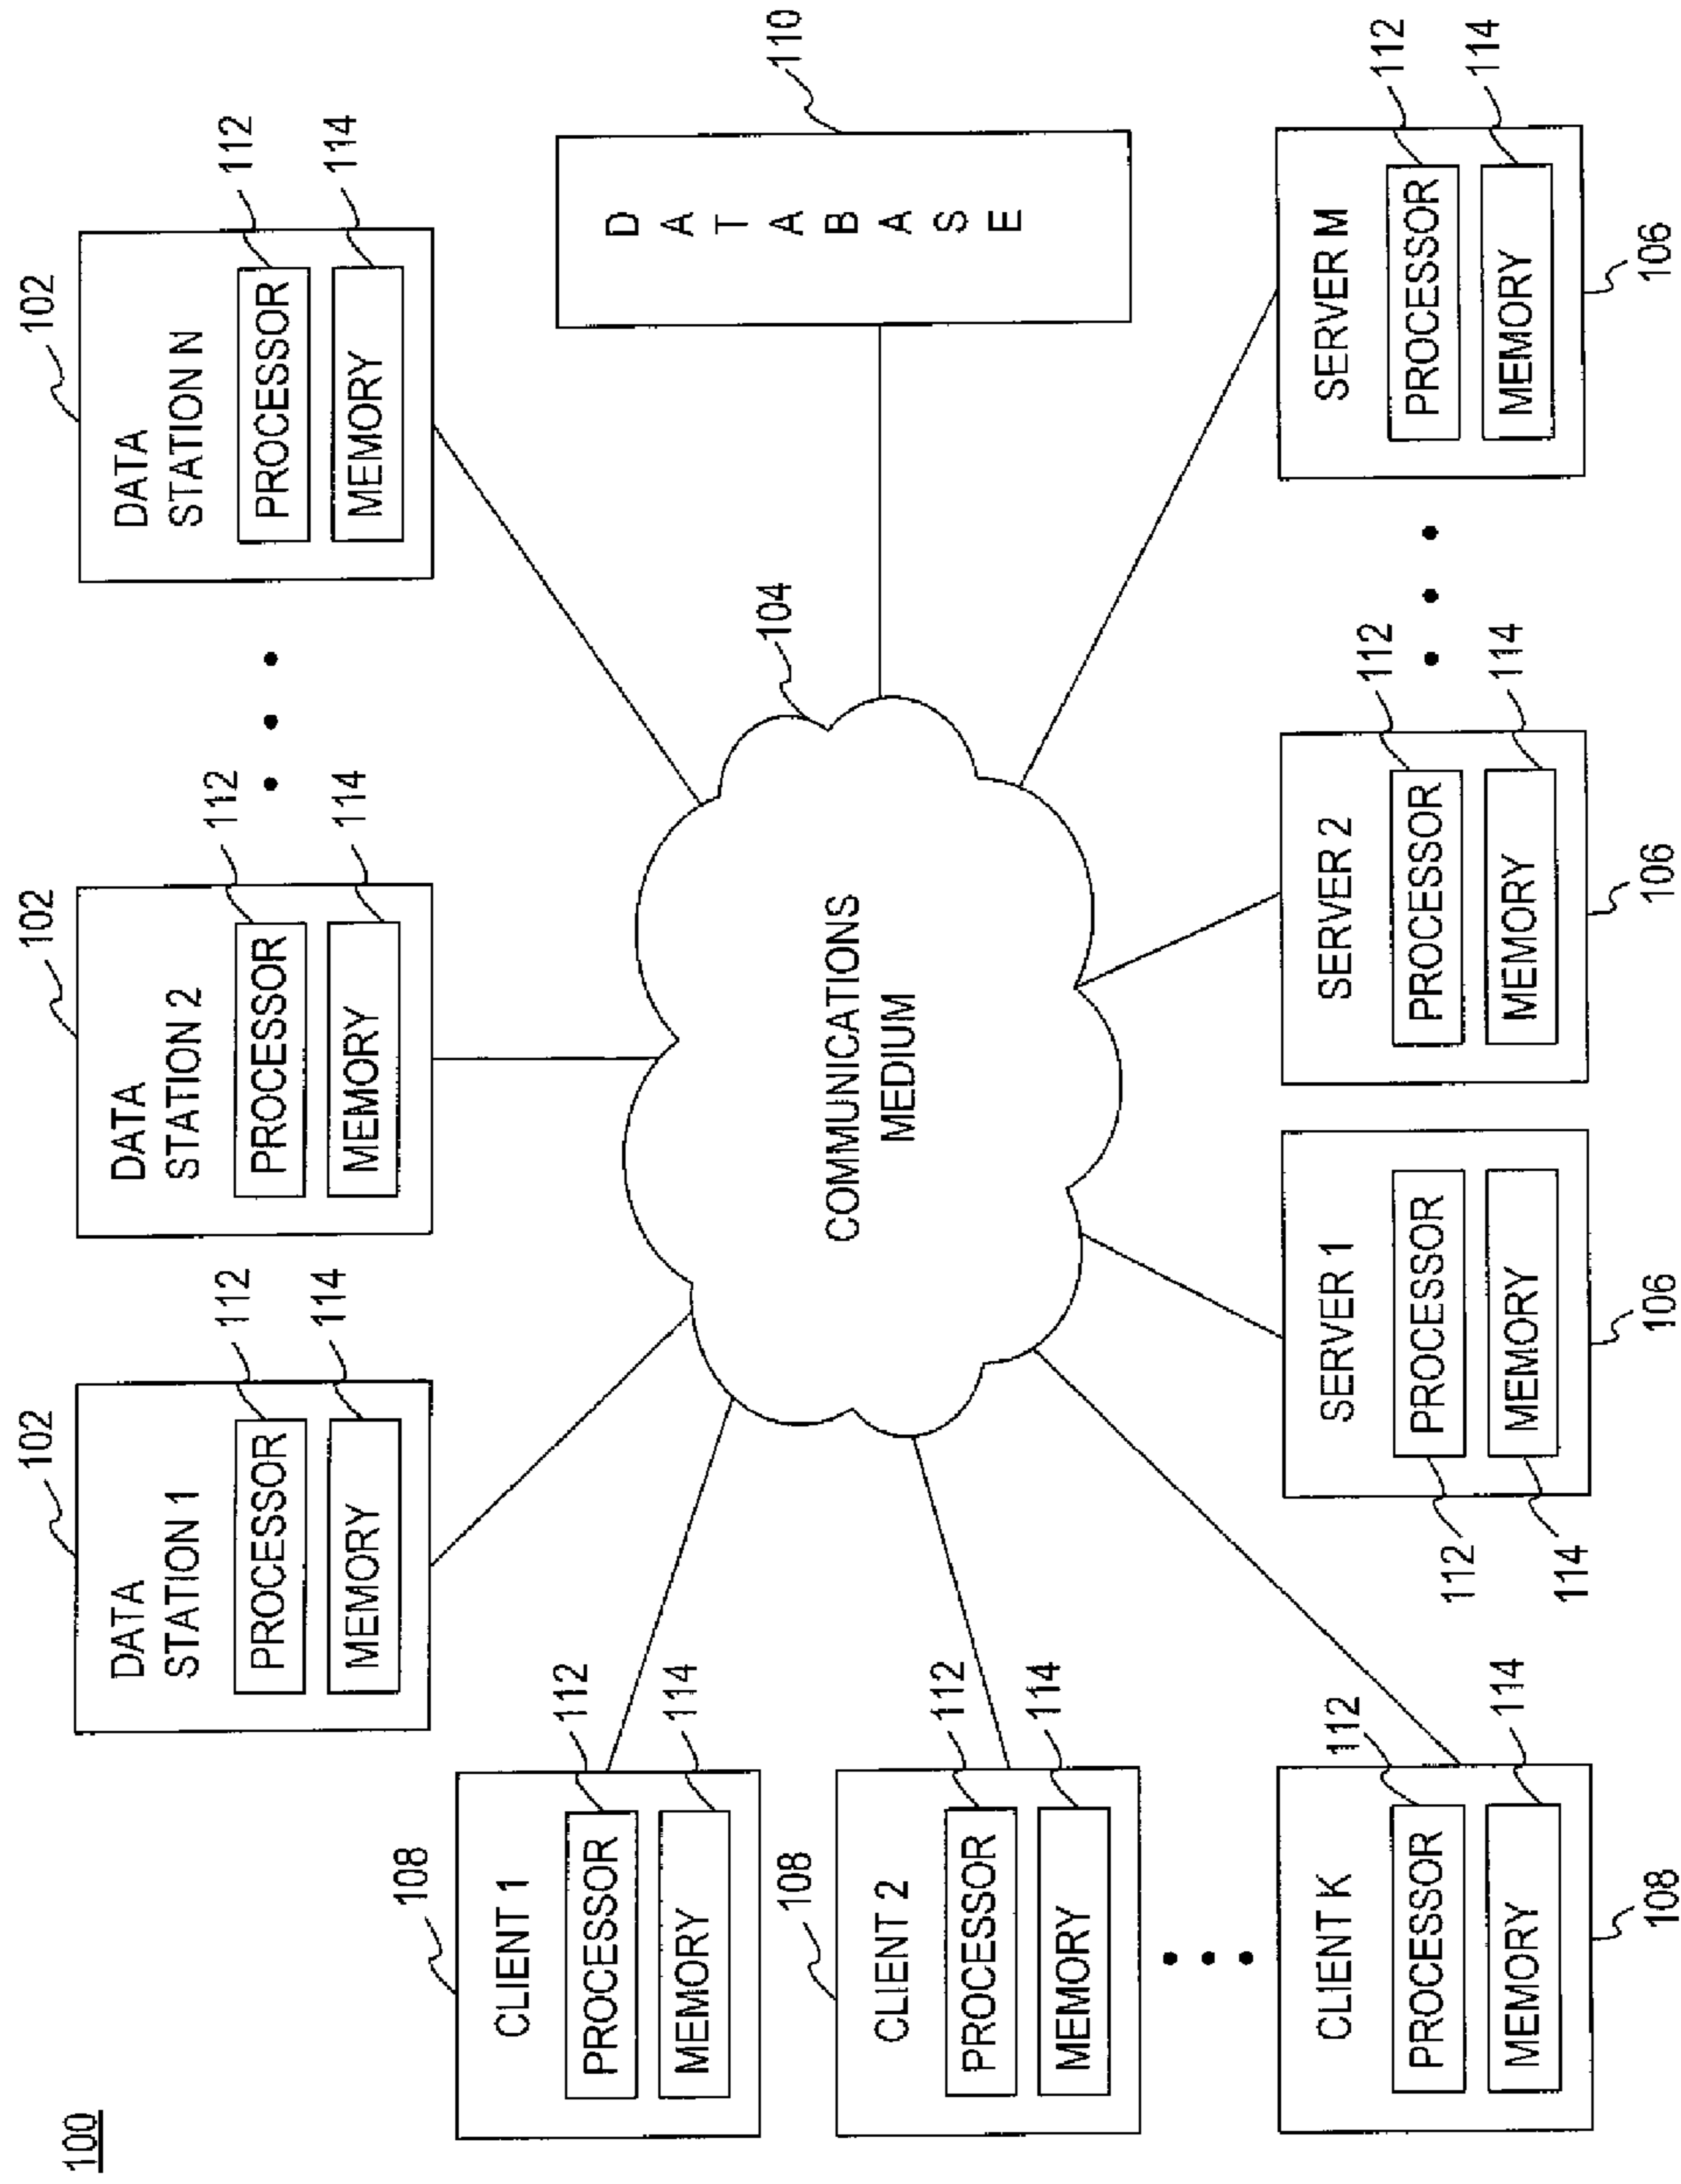 100
102
DATA
STATION 1
112
PROCESSOR
114
MEMORY
102
DATA
STATION 2
112
PROCESSOR
114
MEMORY
102
DATA
STATION N
112
PROCESSOR
114
MEMORY
108
CLIENT 1
112
PROCESSOR
114
MEMORY
108
CLIENT 2
112
PROCESSOR
114
MEMORY
CLIENT K
112
PROCESSOR
114
MEMORY
108
104
COMMUNICATIONS
MEDIUM
110
D
A
T
A
B
A
S
E
SERVER 1
PROCESSOR
112
MEMORY
114
106
SERVER 2
112
PROCESSOR
114
MEMORY
106
SERVER M
112
PROCESSOR
114
MEMORY
106